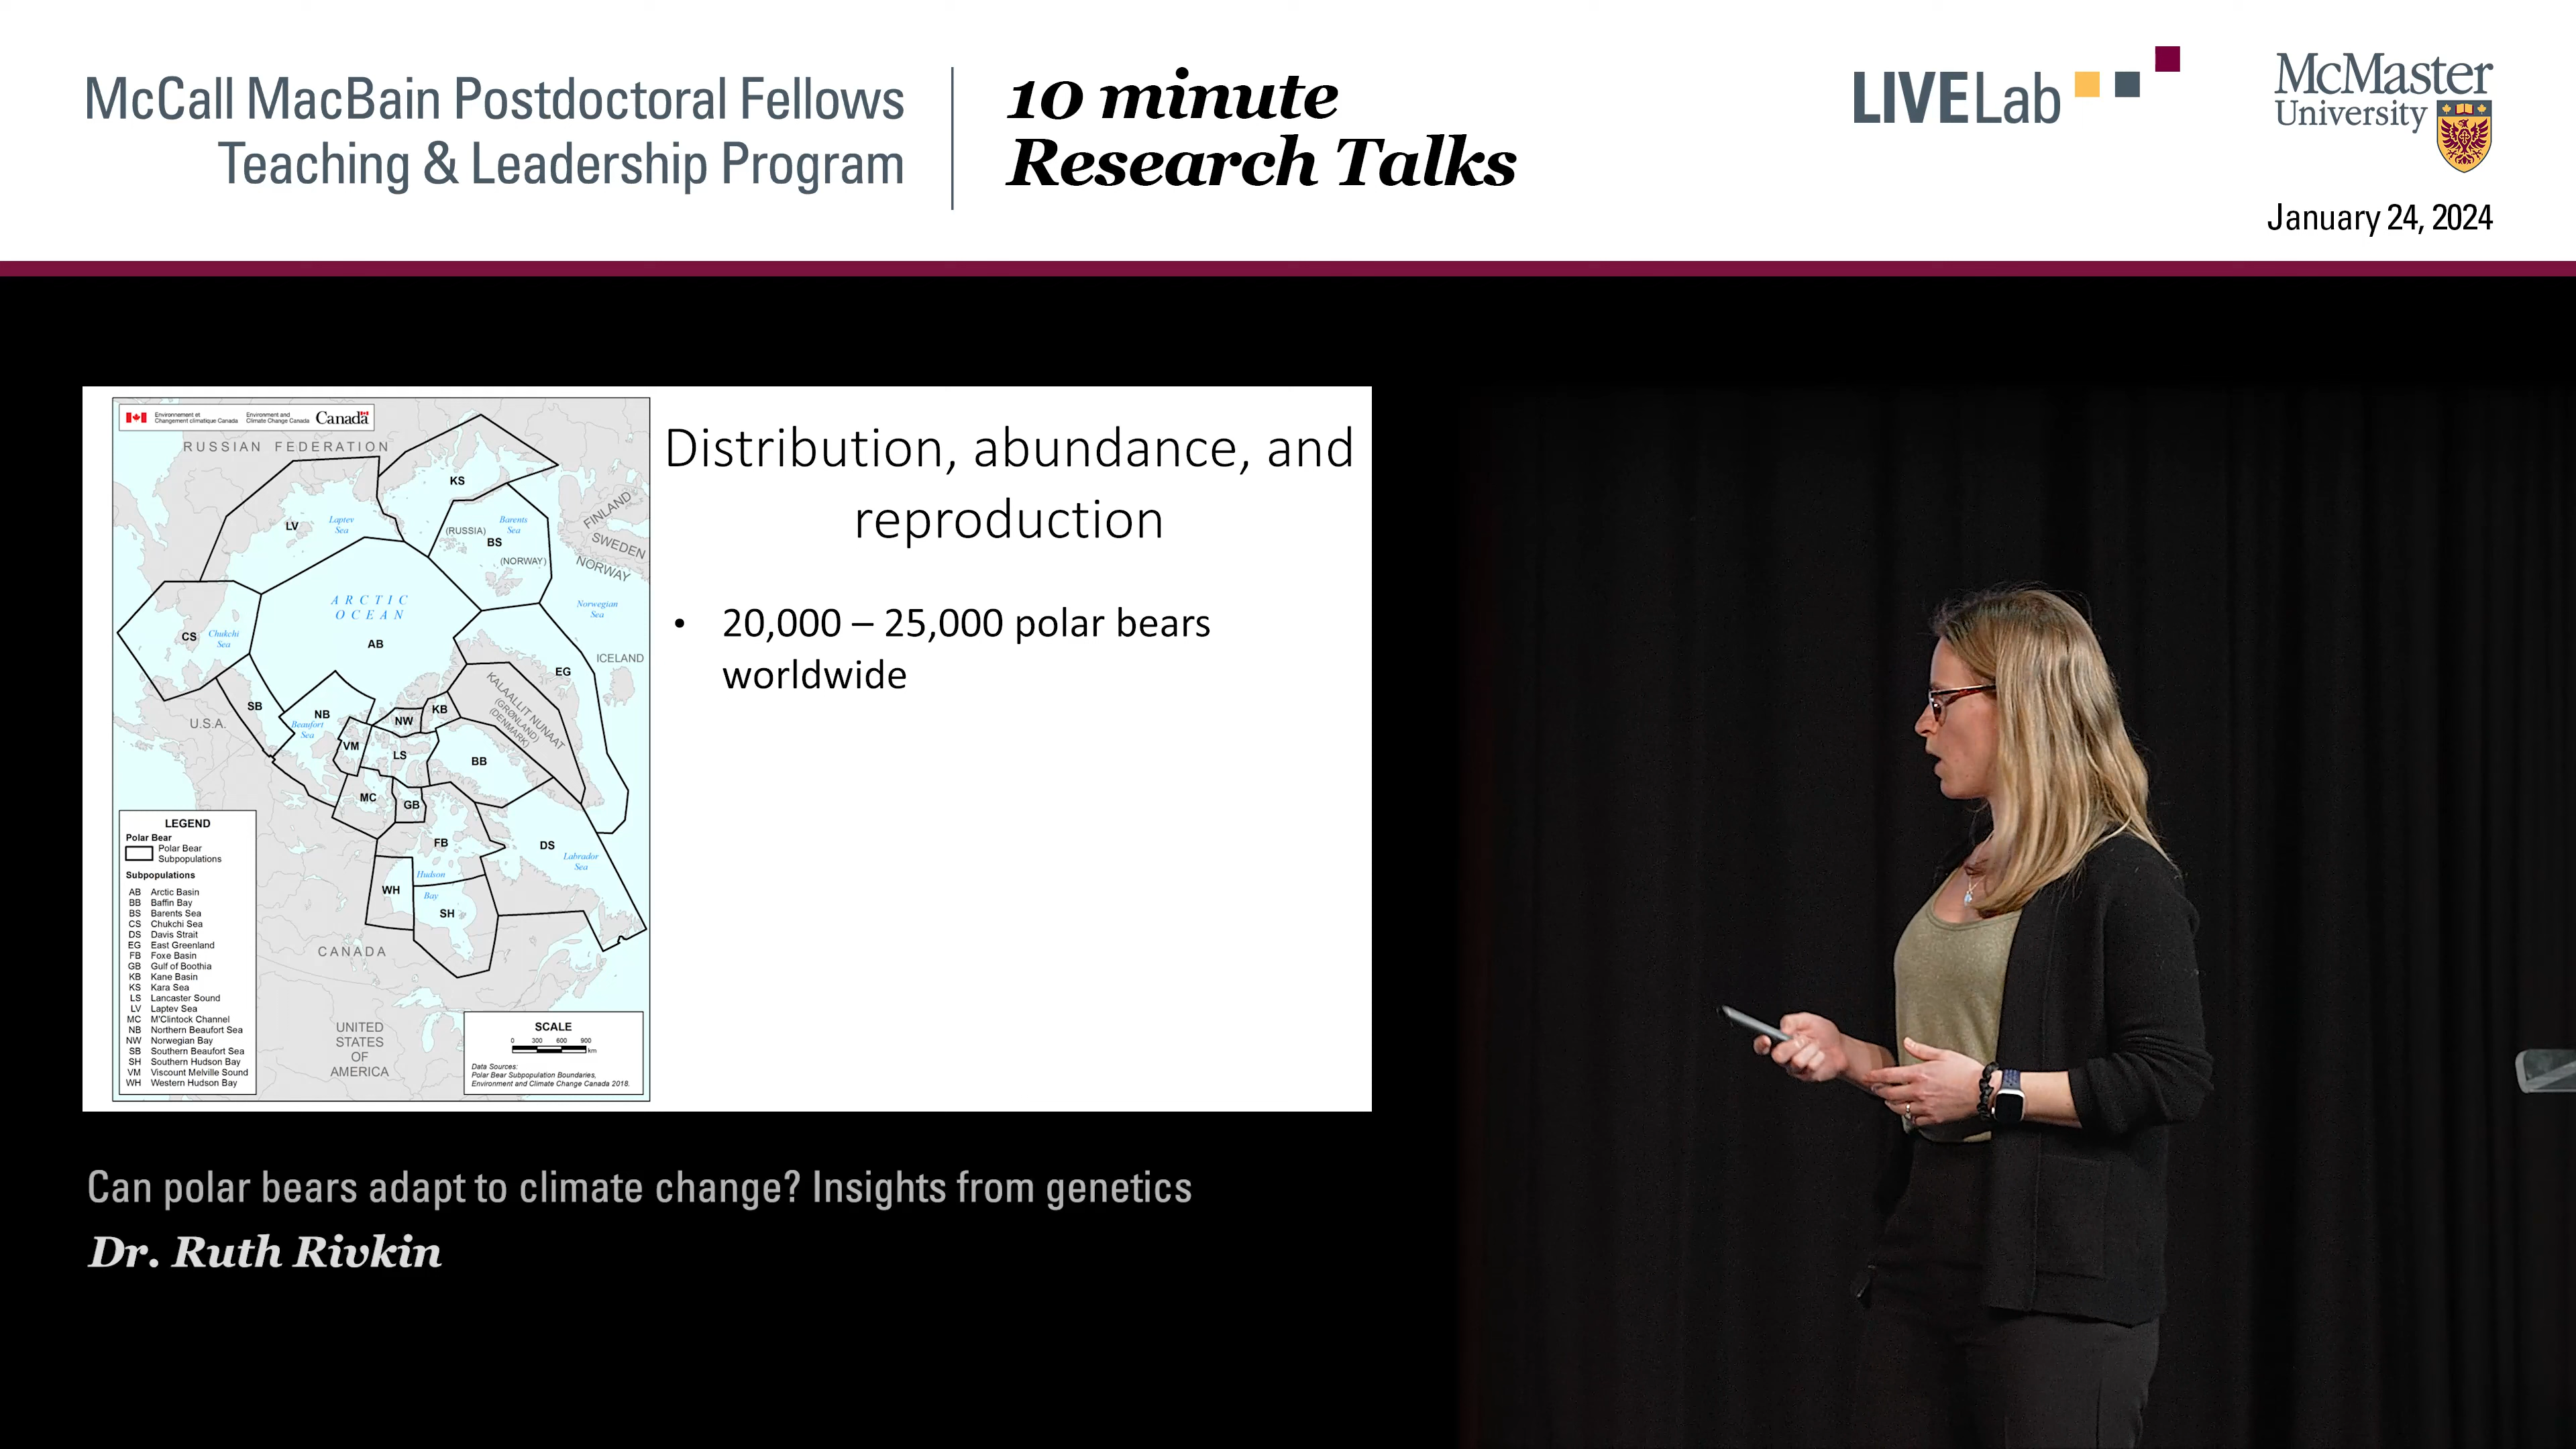 McCall MacBain Postdoctoral Fellows
Teaching & Leadership Program
10 minute
Research Talks
LIVELab
McMaster
University
January 24, 2024
Environnement et
Changement climatique Canada
Environment and
Climate Change Canada
Canada
RUSSIAN FEDERATION
KS
LV
Laptev
Sea
(RUSSIA)
Barents
Sea
BS
(NORWAY)
FINLAND
SWEDEN
NORWAY
ARCTIC
OCEAN
Norwegian
Sea
CS
Chukchi
Sea
AB
ICELAND
EG
KALAALLIT NUNAAT
(GRØNLAND)
(DENMARK)
SB
U.S.A.
NB
Beaufort
Sea
NW
KB
VM
LS
BB
MC
GB
FB
DS
Labrador
Sea
Hudson
Bay
WH
SH
CANADA
UNITED
STATES
OF
AMERICA
LEGEND
Polar Bear
Polar Bear
Subpopulations
Subpopulations
AB Arctic Basin
BB Baffin Bay
BS Barents Sea
CS Chukchi Sea
DS Davis Strait
EG East Greenland
FB Foxe Basin
GB Gulf of Boothia
KB Kane Basin
KS Kara Sea
LS Lancaster Sound
LV Laptev Sea
MC M'Clintock Channel
NB Northern Beaufort Sea
NW Norwegian Bay
SB Southern Beaufort Sea
SH Southern Hudson Bay
VM Viscount Melville Sound
WH Western Hudson Bay
SCALE
0 300 600 900
km
Data Sources:
Polar Bear Subpopulation Boundaries,
Environment and Climate Change Canada 2018.
Distribution, abundance, and
reproduction
• 20,000 – 25,000 polar bears
worldwide
Can polar bears adapt to climate change? Insights from genetics
Dr. Ruth Rivkin